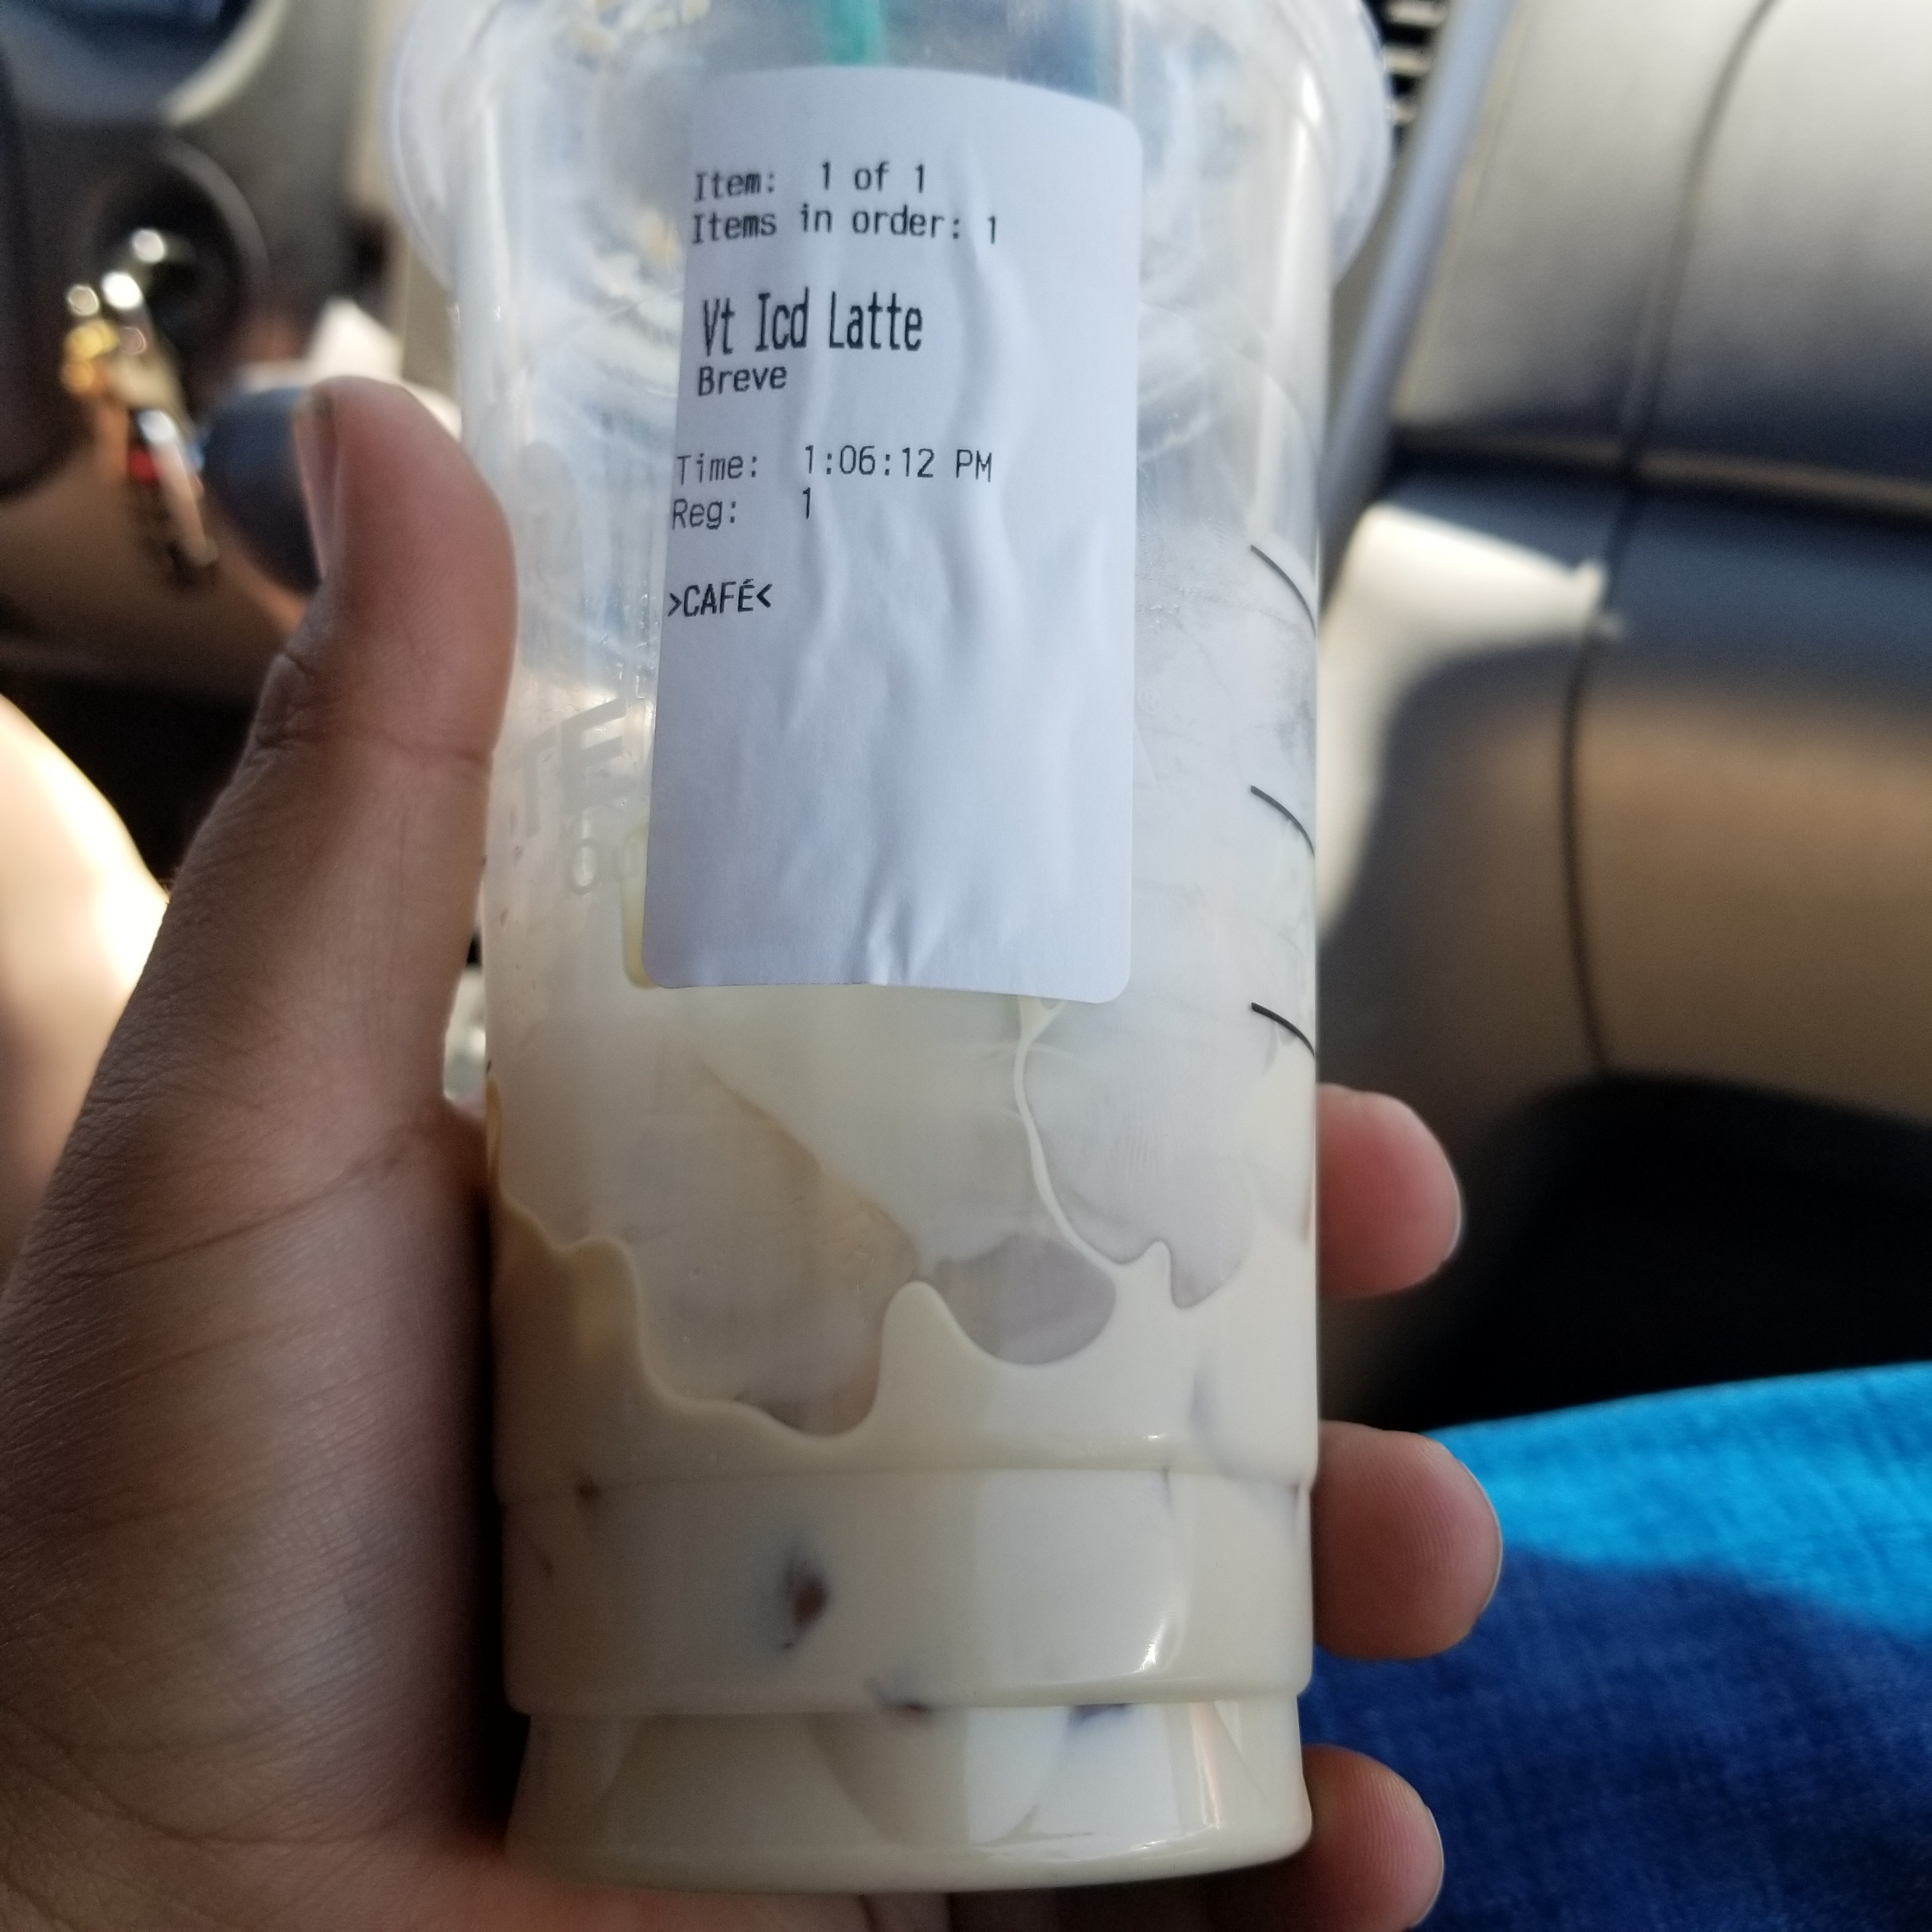 Item: 1 of 1
Items in order: 1
Vt Icd Latte
Breve
Time: 1:06:12 PM
Reg: 1
>CAFÉ<